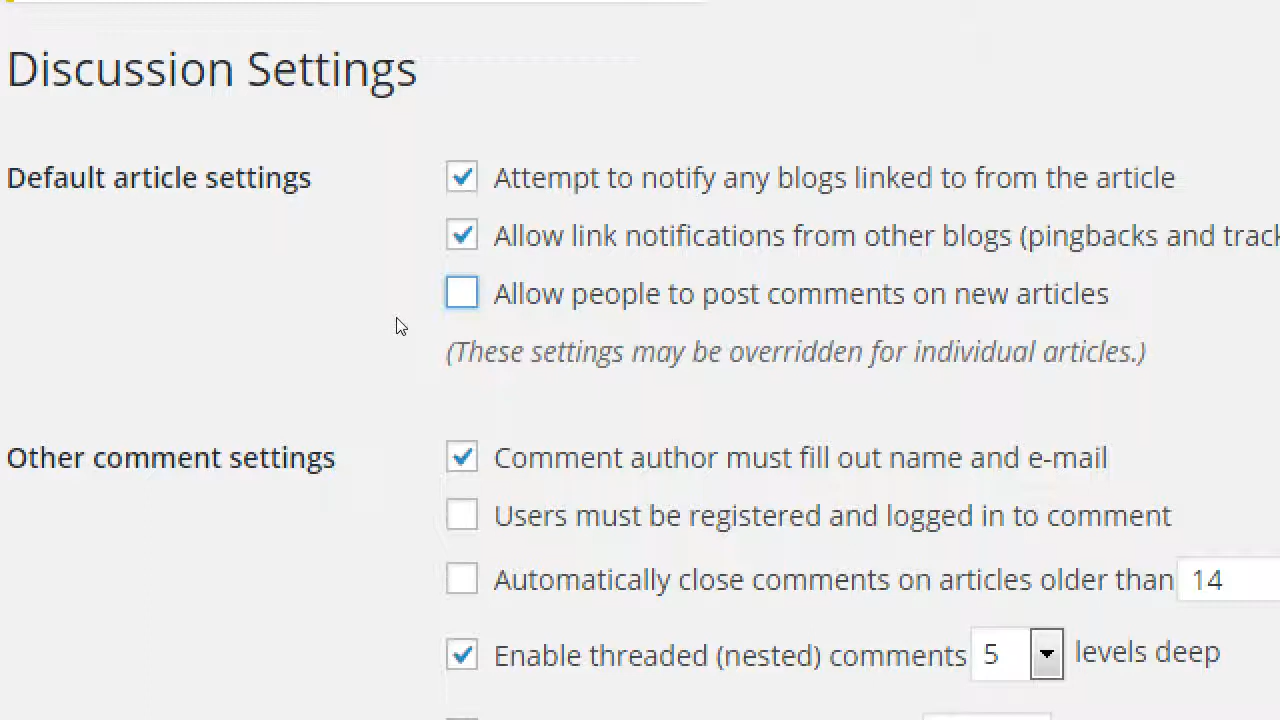 Discussion Settings
Default article settings
Attempt to notify any blogs linked to from the article
Allow link notifications from other blogs (pingbacks and track
Allow people to post comments on new articles
(These settings may be overridden for individual articles.)
Other comment settings
Comment author must fill out name and e-mail
Users must be registered and logged in to comment
Automatically close comments on articles older than 14
Enable threaded (nested) comments 5 levels deep